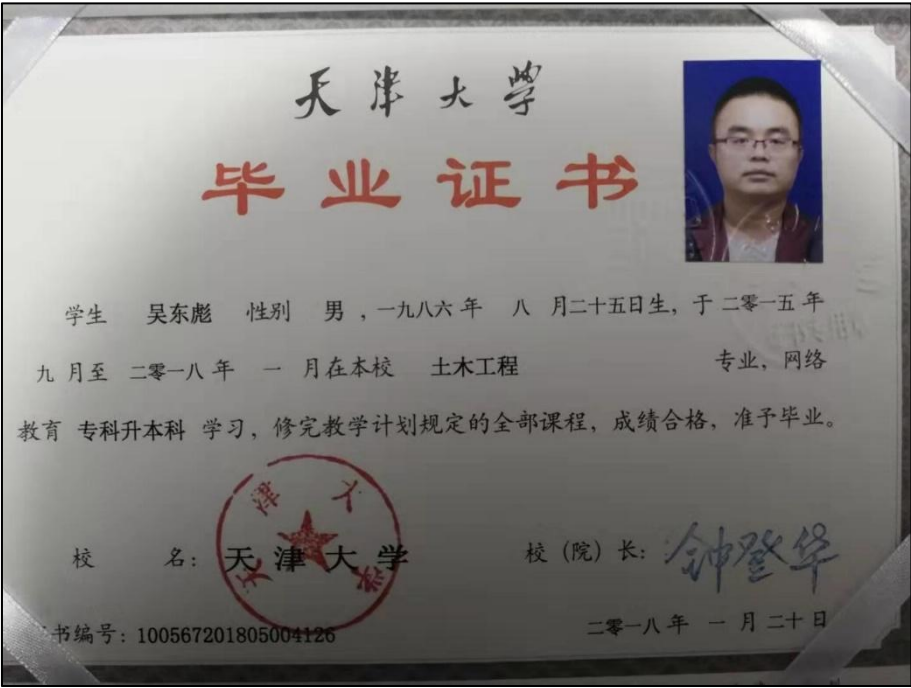 天津大学
毕业证书
学生 吴东彪 性别 男 ,一九八六 年 八 月二十五日生, 于 二零一五 年
九 月至 二零一八 年 一 月在本校 土木工程 专业, 网络
教育 专科升本科 学习, 修完教学计划规定的全部课程, 成绩合格, 准予毕业。
校 名: 天津大学
天津大学
校 (院) 长: 钟登华
书编号: 100567201805004126
二零一八 年 一 月 二十 日